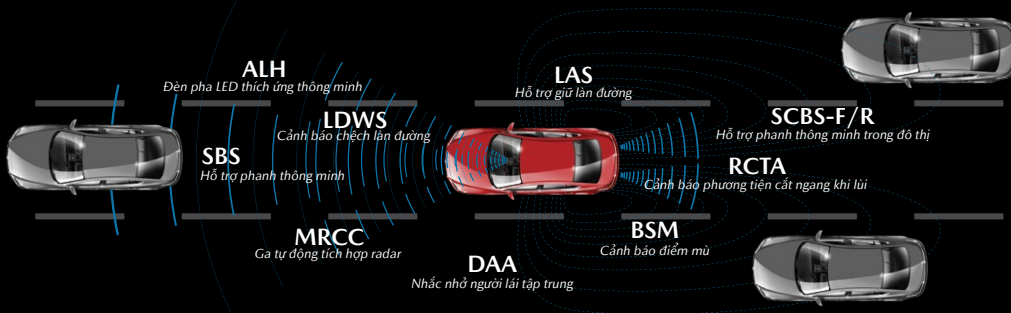 ALH
Đèn pha LED thích ứng thông minh
LAS
Hỗ trợ giữ làn đường
LDWS
Cảnh báo chệch làn đường
SCBS-F/R
Hỗ trợ phanh thông minh trong đô thị
SBS
Hỗ trợ phanh thông minh
RCTA
Cảnh báo phương tiện cắt ngang khi lùi
MRCC
Ga tự động tích hợp radar
BSM
Cảnh báo điểm mù
DAA
Nhắc nhở người lái tập trung